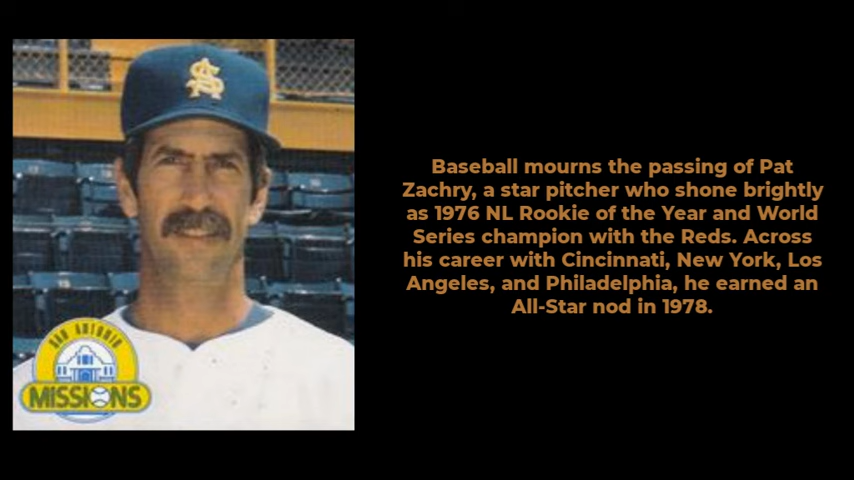 SA
SAN ANTONIO
MISSIONS
Baseball mourns the passing of Pat
Zachry, a star pitcher who shone brightly
as 1976 NL Rookie of the Year and World
Series champion with the Reds. Across
his career with Cincinnati, New York, Los
Angeles, and Philadelphia, he earned an
All-Star nod in 1978.